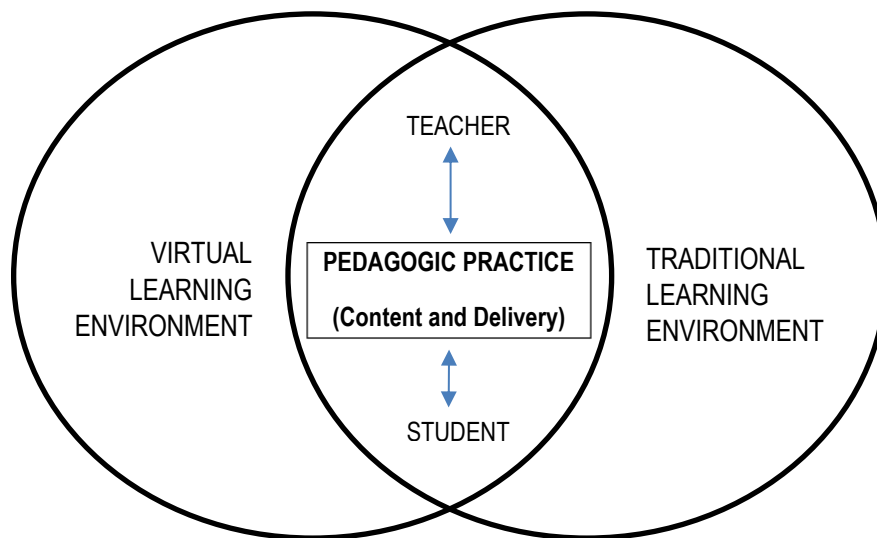 TEACHER
VIRTUAL
LEARNING
ENVIRONMENT
PEDAGOGIC PRACTICE
(Content and Delivery)
TRADITIONAL
LEARNING
ENVIRONMENT
STUDENT